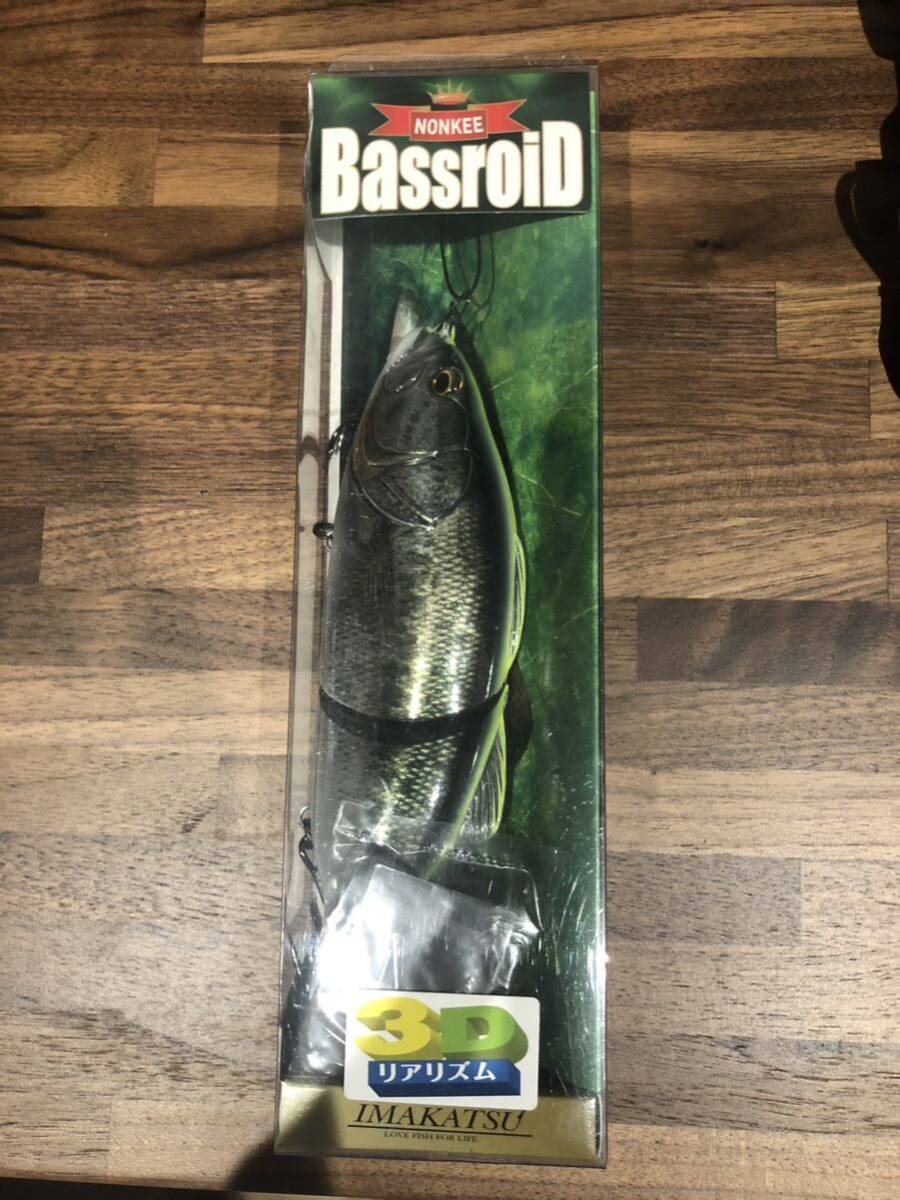 NONKEE
BassroiD
3D
リアリズム
IMAKATSU
LOVE FISH FOR LIFE